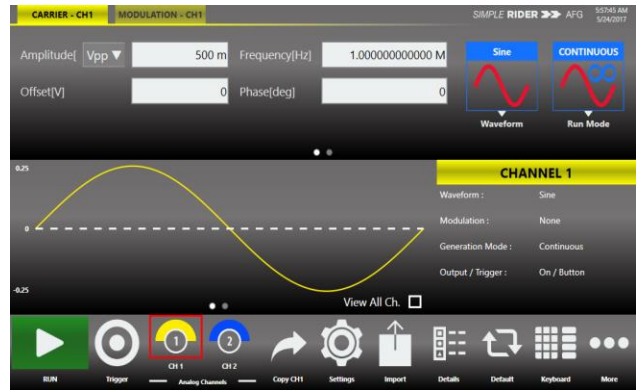 CARRIER - CH1 MODULATION - CH1 SIMPLE RIDER AFG 5:57:45 AM
5/24/2017
Amplitude[ Vpp ▼ 500 m Frequency[Hz] 1.000000000000 M Sine CONTINUOUS
Offset[V] 0 Phase[deg] 0
Waveform Run Mode
0.25 CHANNEL 1
Waveform : Sine
Modulation : None
0
Generation Mode : Continuous
Output / Trigger : On / Button
-0.25
View All Ch.
1 2
CH 1 CH 2
RUN Trigger Analog Channels Copy CH1 Settings Import Details Default Keyboard More